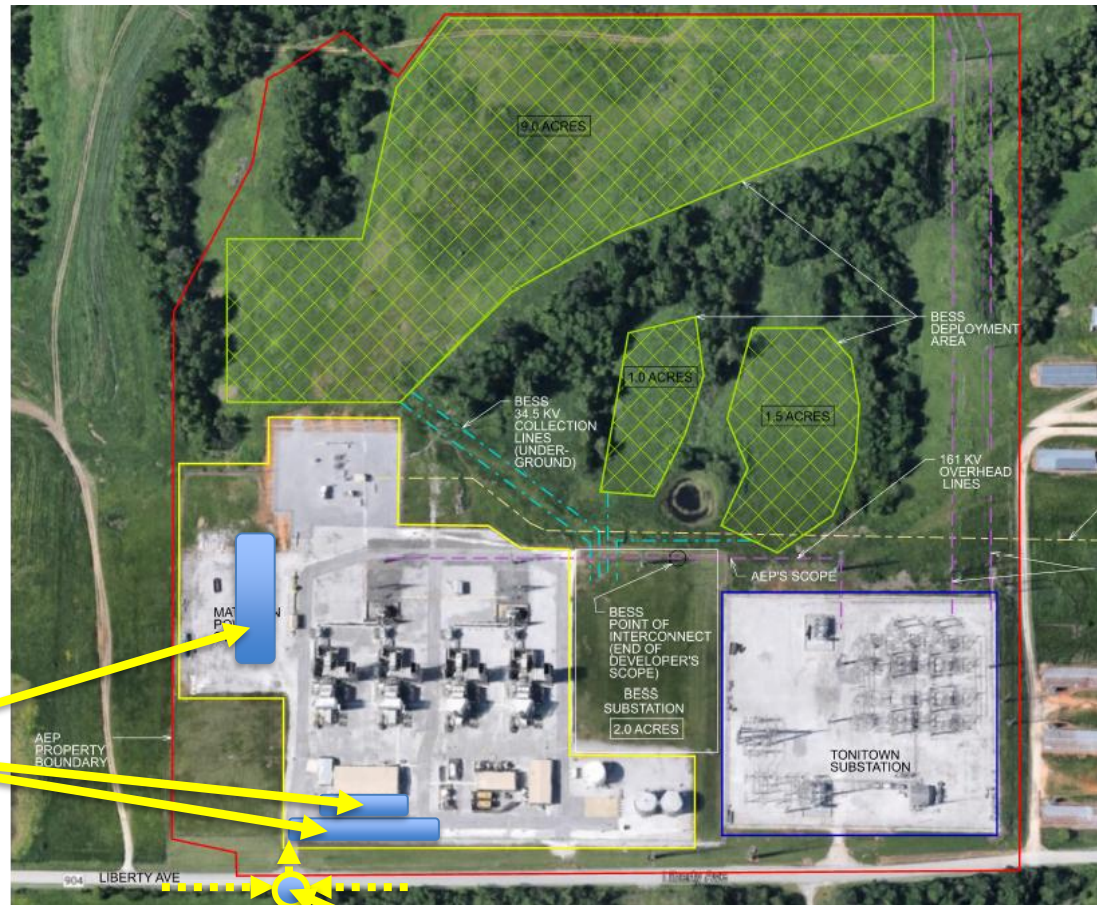 9.0 ACRES
BESS
DEPLOYMENT
AREA
1.0 ACRES
1.5 ACRES
BESS
34.5 KV
COLLECTION
LINES
(UNDER-
GROUND)
161 KV
OVERHEAD
LINES
AEP'S SCOPE
BESS
POINT OF
INTERCONNECT
(END OF
DEVELOPER'S
SCOPE)
BESS
SUBSTATION
2.0 ACRES
AEP
PROPERTY
BOUNDARY
TONITOWN
SUBSTATION
904 LIBERTY AVE
Liberty Ave